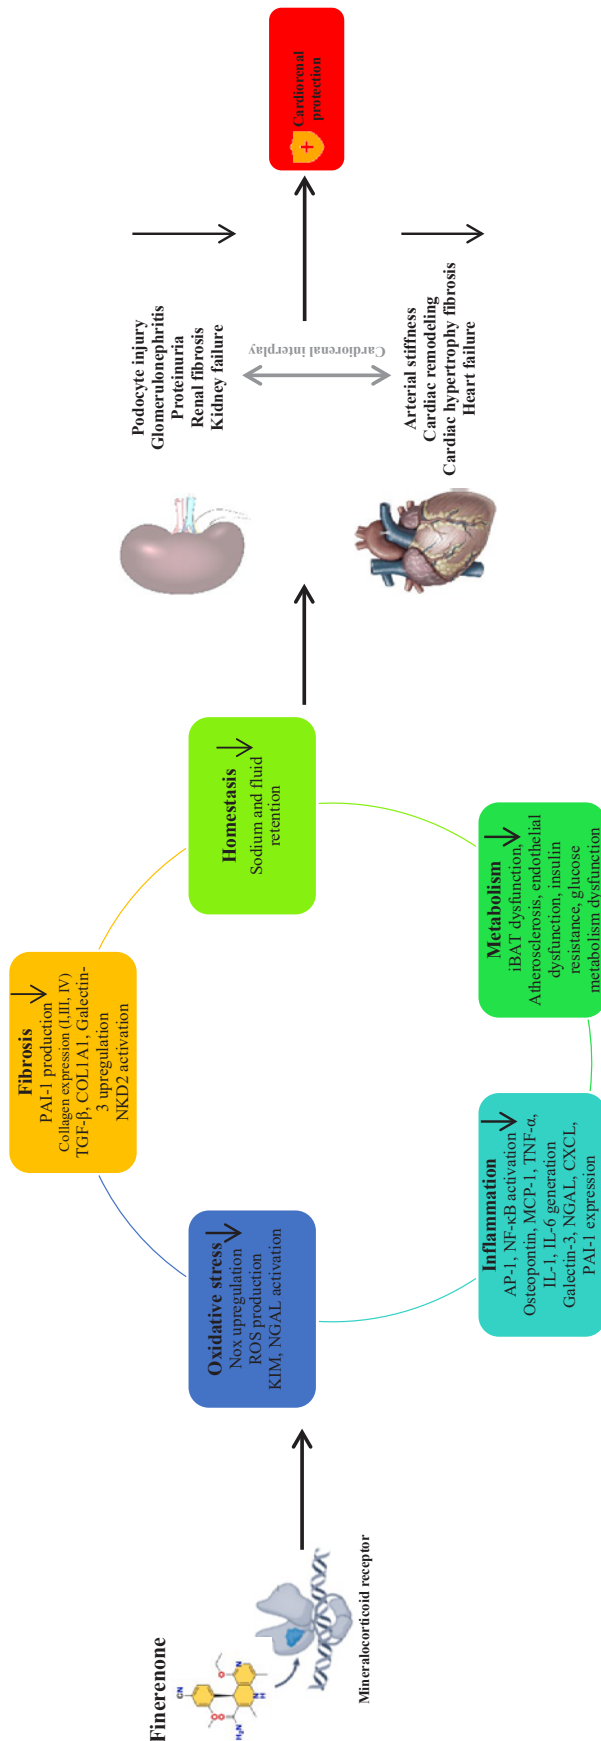 Finerenone
CN
O
O
O
N
H₂N
N
H
Mineralocorticoid receptor
Oxidative stress
Nox upregulation
ROS production
KIM, NGAL activation
Fibrosis
PAI-1 production
Collagen expression (I,III, IV)
TGF-β, COL1A1, Galectin-
3 upregulation
NKD2 activation
Inflammation
AP-1, NF-κB activation
Osteopontin, MCP-1, TNF-α,
IL-1, IL-6 generation
Galectin-3, NGAL, CXCL,
PAI-1 expression
Homestasis
Sodium and fluid
retention
Metabolism
iBAT dysfunction,
Atherosclerosis, endothelial
dysfunction, insulin
resistance, glucose
metabolism dysfunction
Podocyte injury
Glomerulonephritis
Proteinuria
Renal fibrosis
Kidney failure
Cardiorenal interplay
Arterial stiffness
Cardiac remodeling
Cardiac hypertrophy fibrosis
Heart failure
Cardiorenal
protection